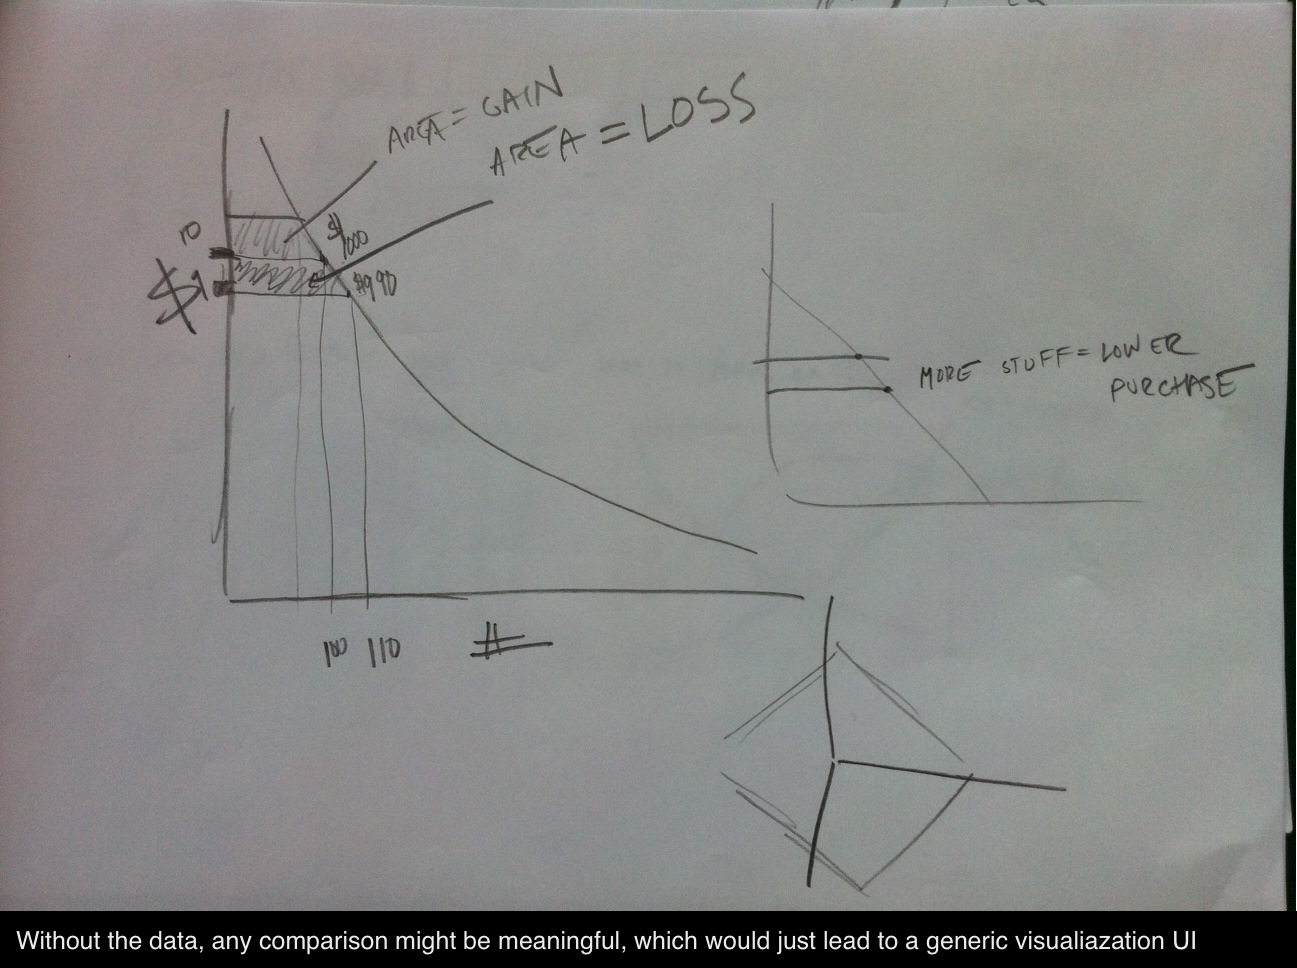 AREA = GAIN
AREA = LOSS
10
$ 9
$1000
$990
100 110 #
MORE STUFF = LOWER
PURCHASE
Without the data, any comparison might be meaningful, which would just lead to a generic visualiazation UI